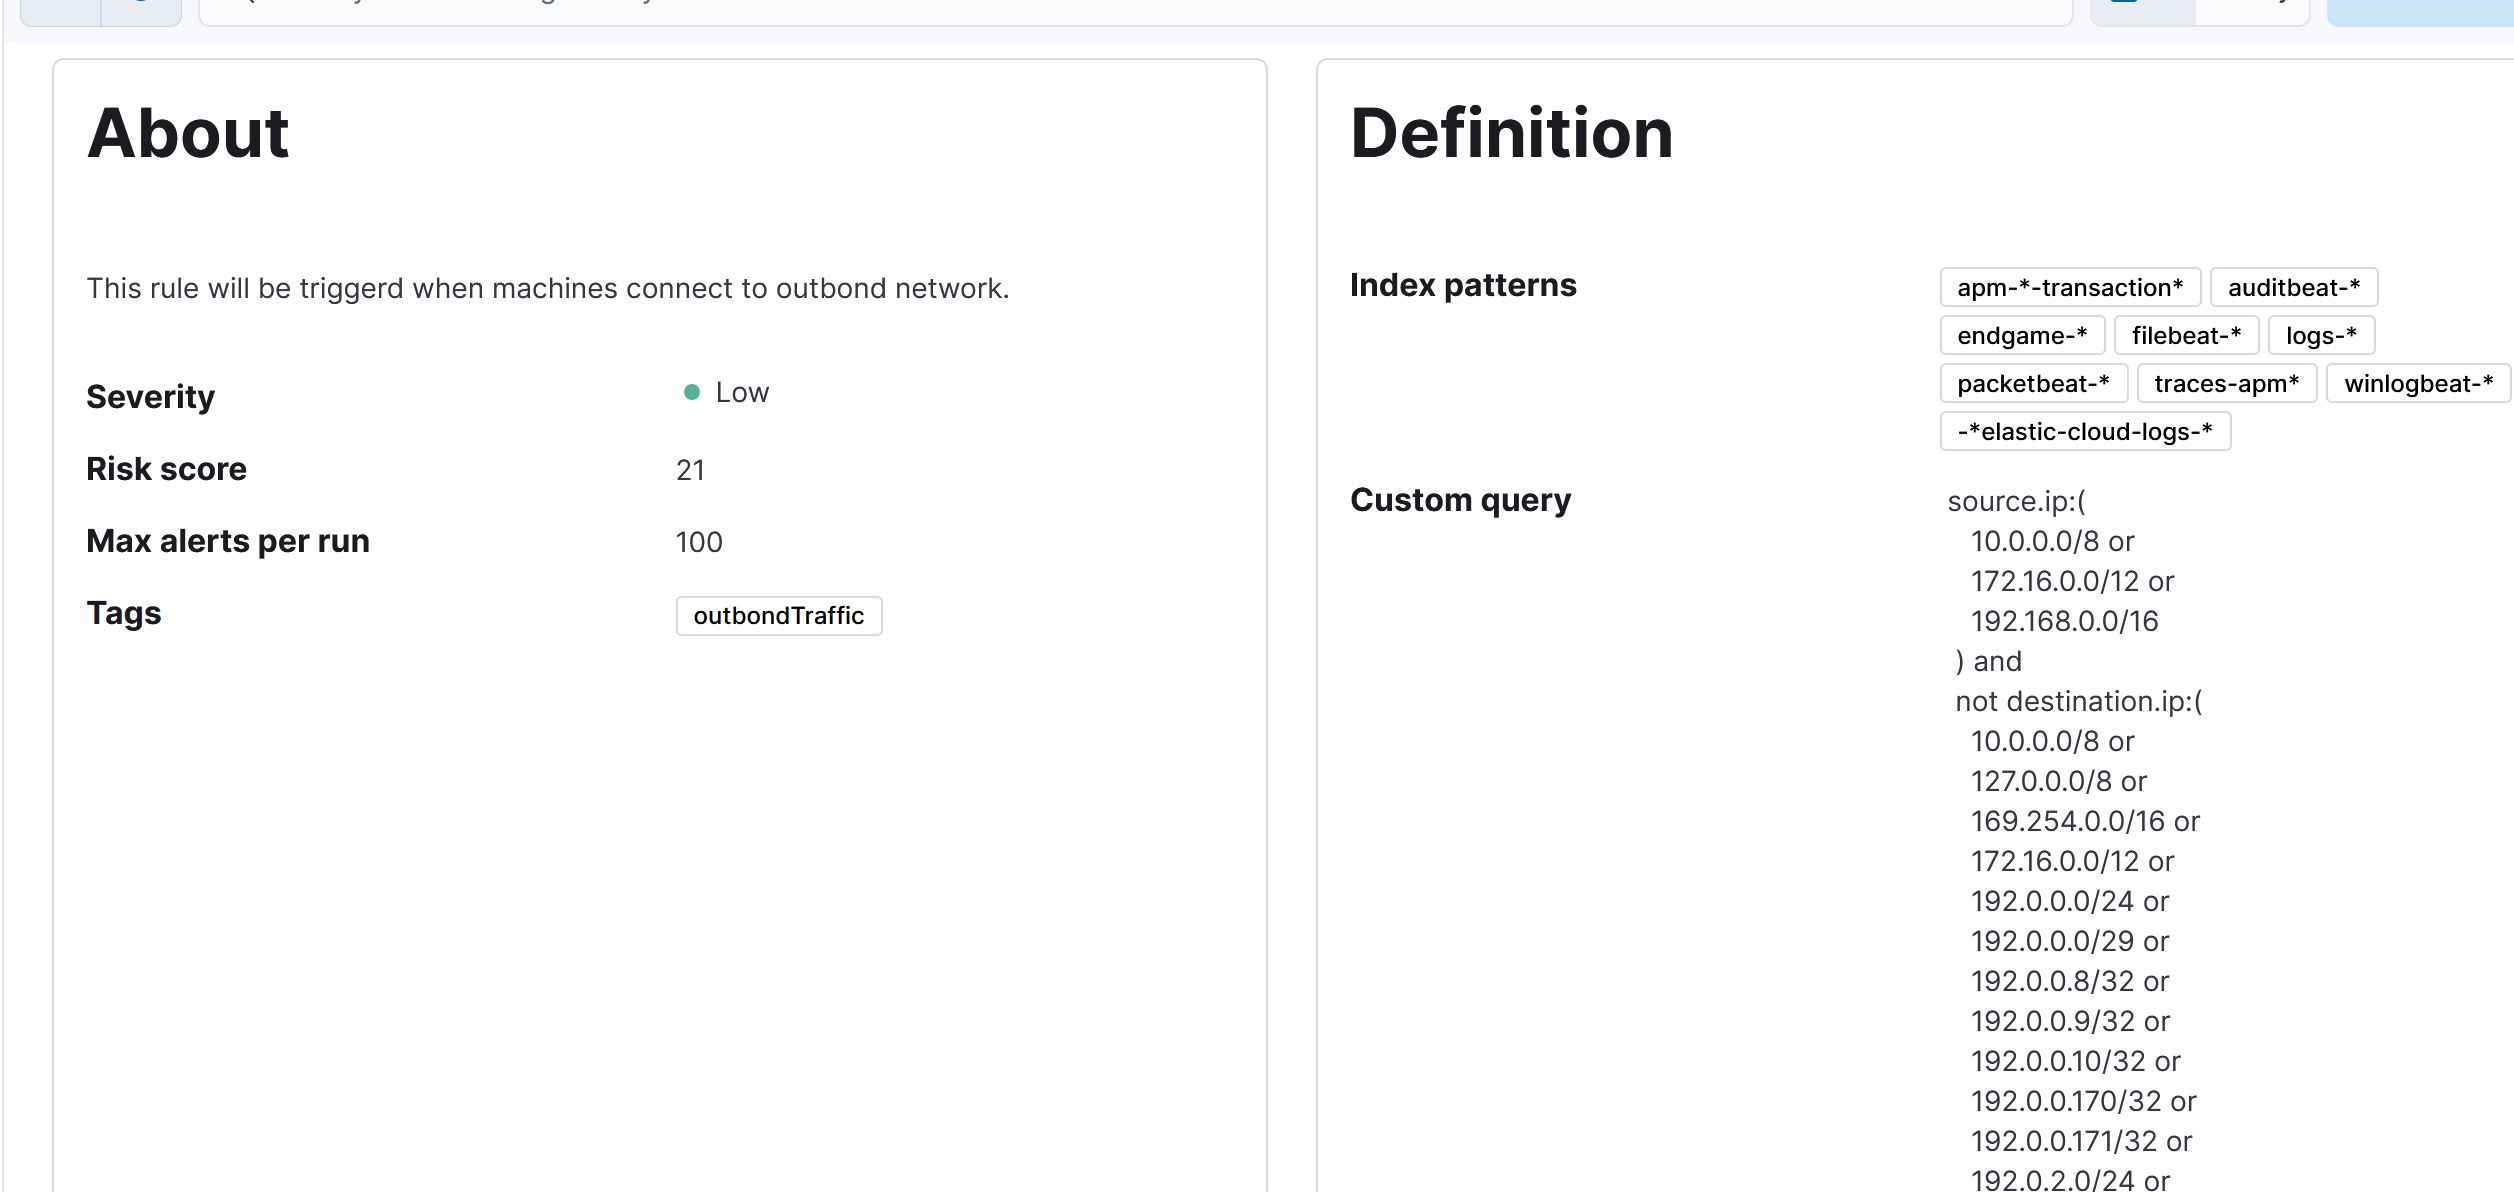 About
This rule will be triggerd when machines connect to outbond network.
Severity
Low
Risk score
21
Max alerts per run
100
Tags
outbondTraffic
Definition
Index patterns
apm-*-transaction* auditbeat-*
endgame-* filebeat-* logs-*
packetbeat-* traces-apm* winlogbeat-*
-*elastic-cloud-logs-*
Custom query
source.ip:(
10.0.0.0/8 or
172.16.0.0/12 or
192.168.0.0/16
) and
not destination.ip:(
10.0.0.0/8 or
127.0.0.0/8 or
169.254.0.0/16 or
172.16.0.0/12 or
192.0.0.0/24 or
192.0.0.0/29 or
192.0.0.8/32 or
192.0.0.9/32 or
192.0.0.10/32 or
192.0.0.170/32 or
192.0.0.171/32 or
192.0.2.0/24 or